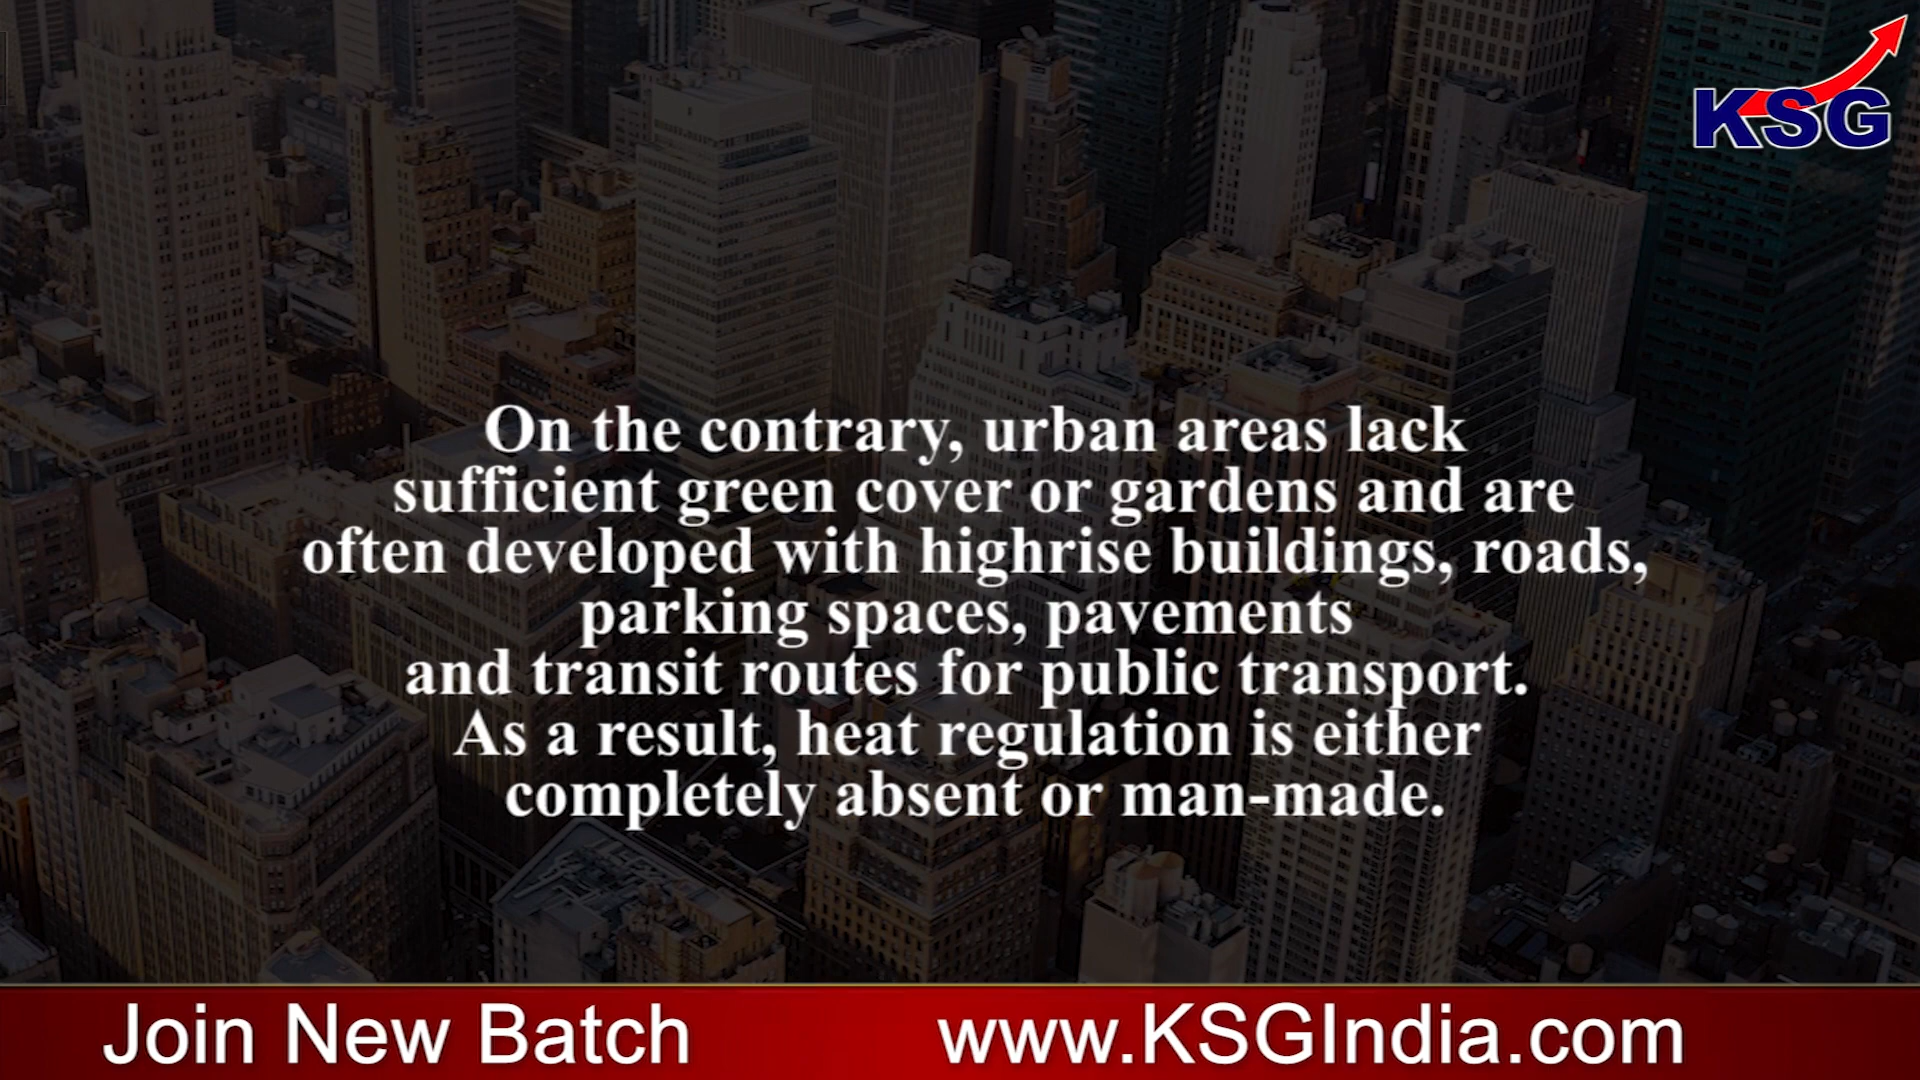 KSG
On the contrary, urban areas lack
sufficient green cover or gardens and are
often developed with highrise buildings, roads,
parking spaces, pavements
and transit routes for public transport.
As a result, heat regulation is either
completely absent or man-made.
Join New Batch
www.KSGIndia.com